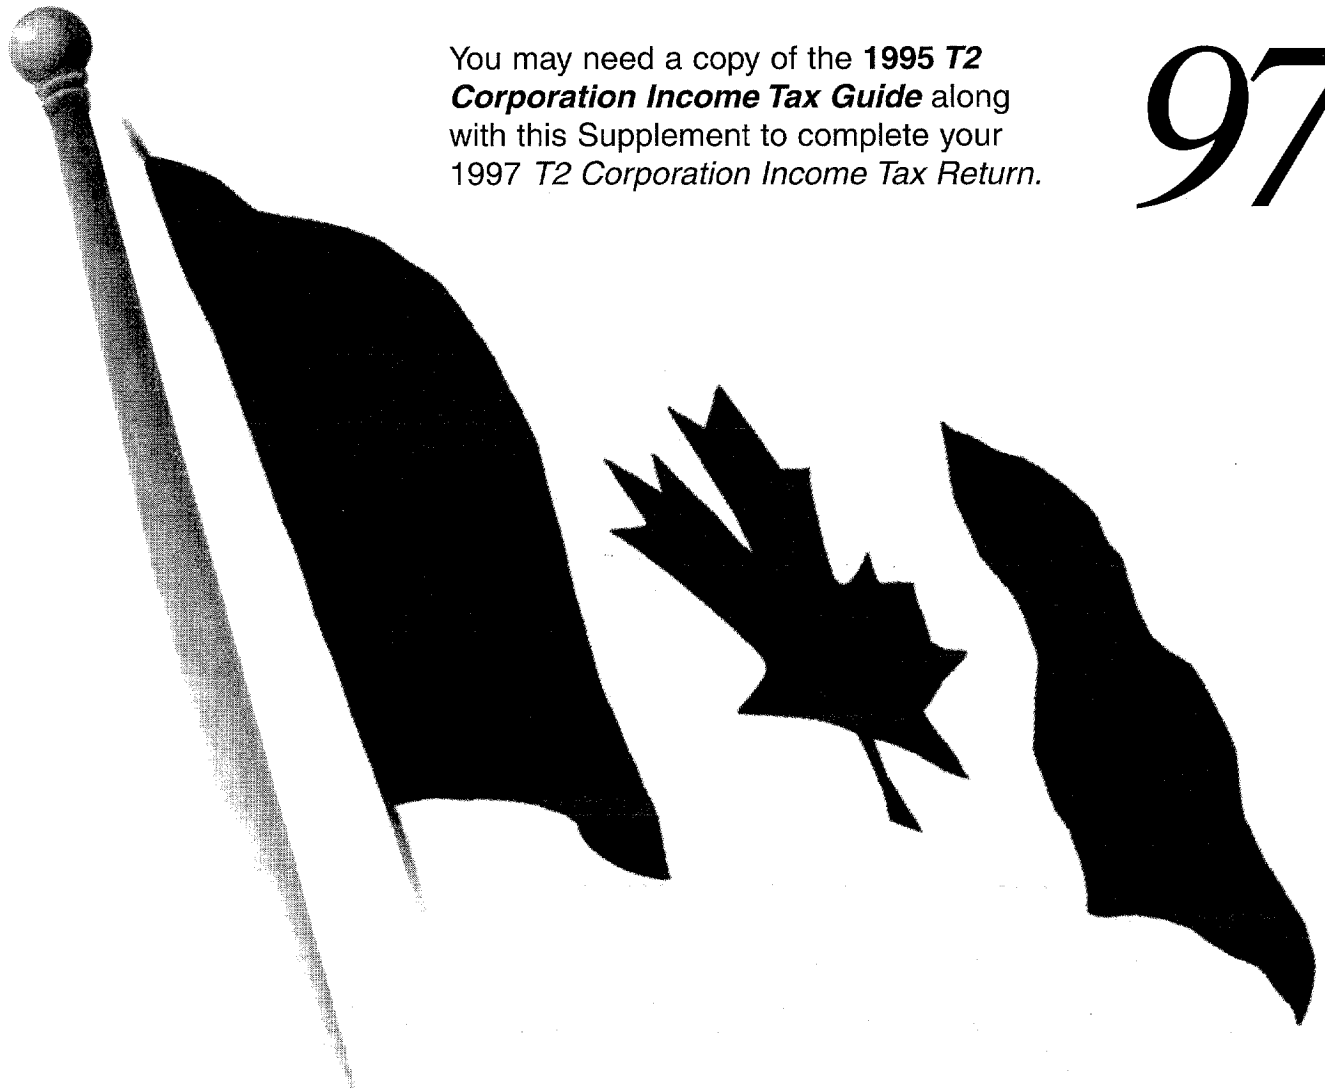 You may need a copy of the 1995 T2
Corporation Income Tax Guide along
with this Supplement to complete your
1997 T2 Corporation Income Tax Return.
97